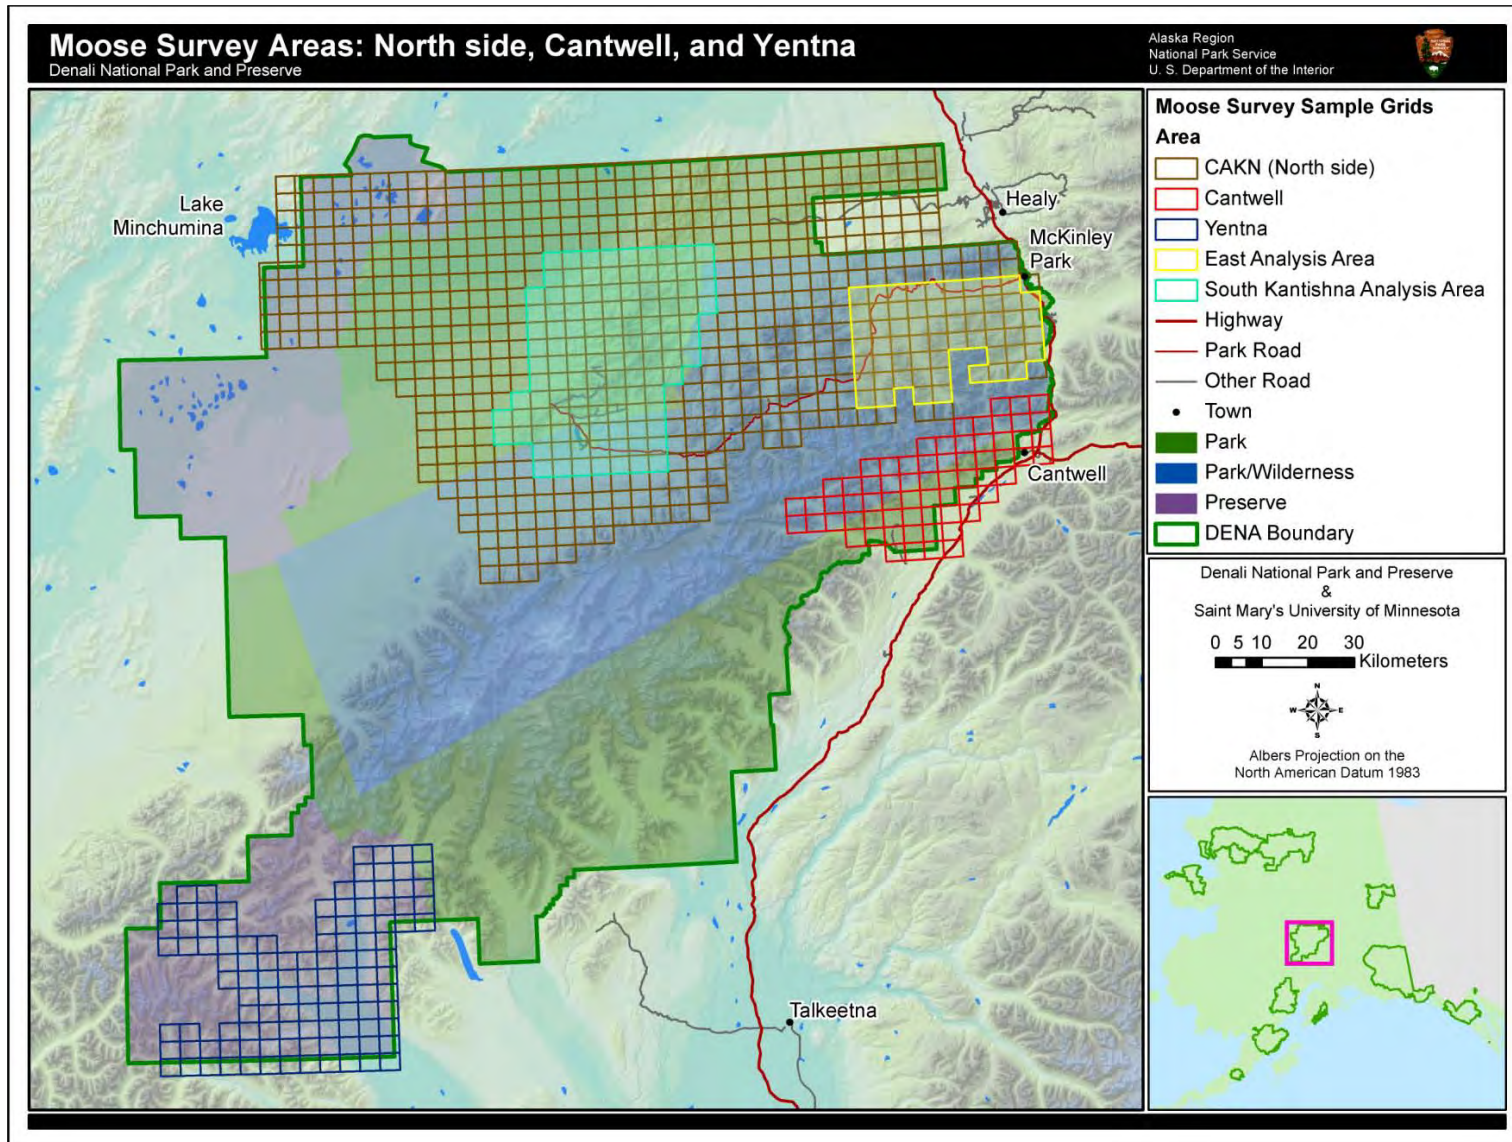 Moose Survey Areas: North side, Cantwell, and Yentna
Denali National Park and Preserve
Alaska Region
National Park Service
U. S. Department of the Interior
Lake
Minchumina
Healy
McKinley
Park
Cantwell
Talkeetna
Moose Survey Sample Grids
Area
CAKN (North side)
Cantwell
Yentna
East Analysis Area
South Kantishna Analysis Area
Highway
Park Road
Other Road
Town
Park
Park/Wilderness
Preserve
DENA Boundary
Denali National Park and Preserve
&
Saint Mary's University of Minnesota
0 5 10 20 30
Kilometers
N
W E
S
Albers Projection on the
North American Datum 1983